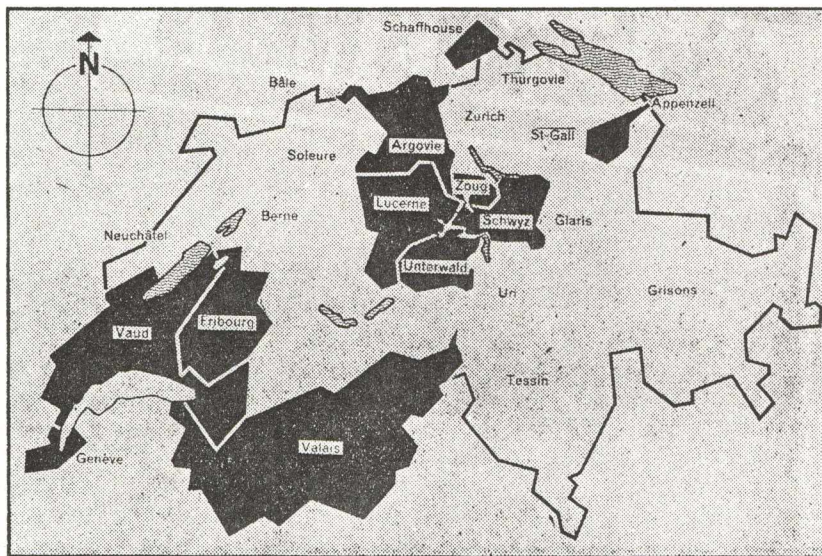 Schaffhouse
N
Thurgovie
Bâle
Appenzell
Zurich
St-Gall
Argovie
Soleure
Zoug
Lucerne
Berne
Schwyz
Glaris
Neuchâtel
Unterwald
Uri
Grisons
Vaud
Fribourg
Tessin
Valais
Genève